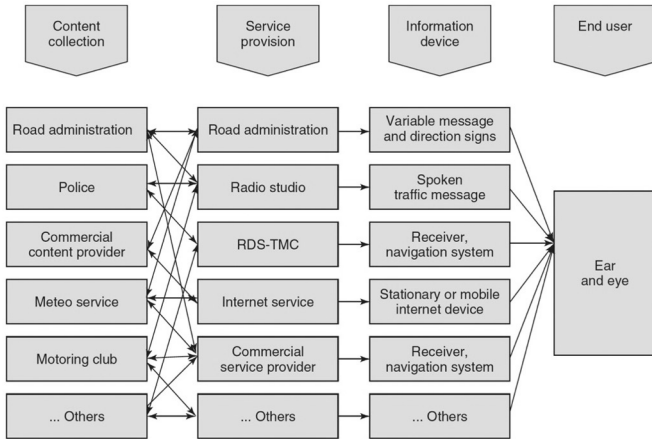 Content
collection
Service
provision
Information
device
End user
Road administration
Road administration
Variable message
and direction signs
Police
Radio studio
Spoken
traffic message
Commercial
content provider
RDS-TMC
Receiver,
navigation system
Ear
and eye
Meteo service
Internet service
Stationary or mobile
internet device
Motoring club
Commercial
service provider
Receiver,
navigation system
... Others
... Others
... Others